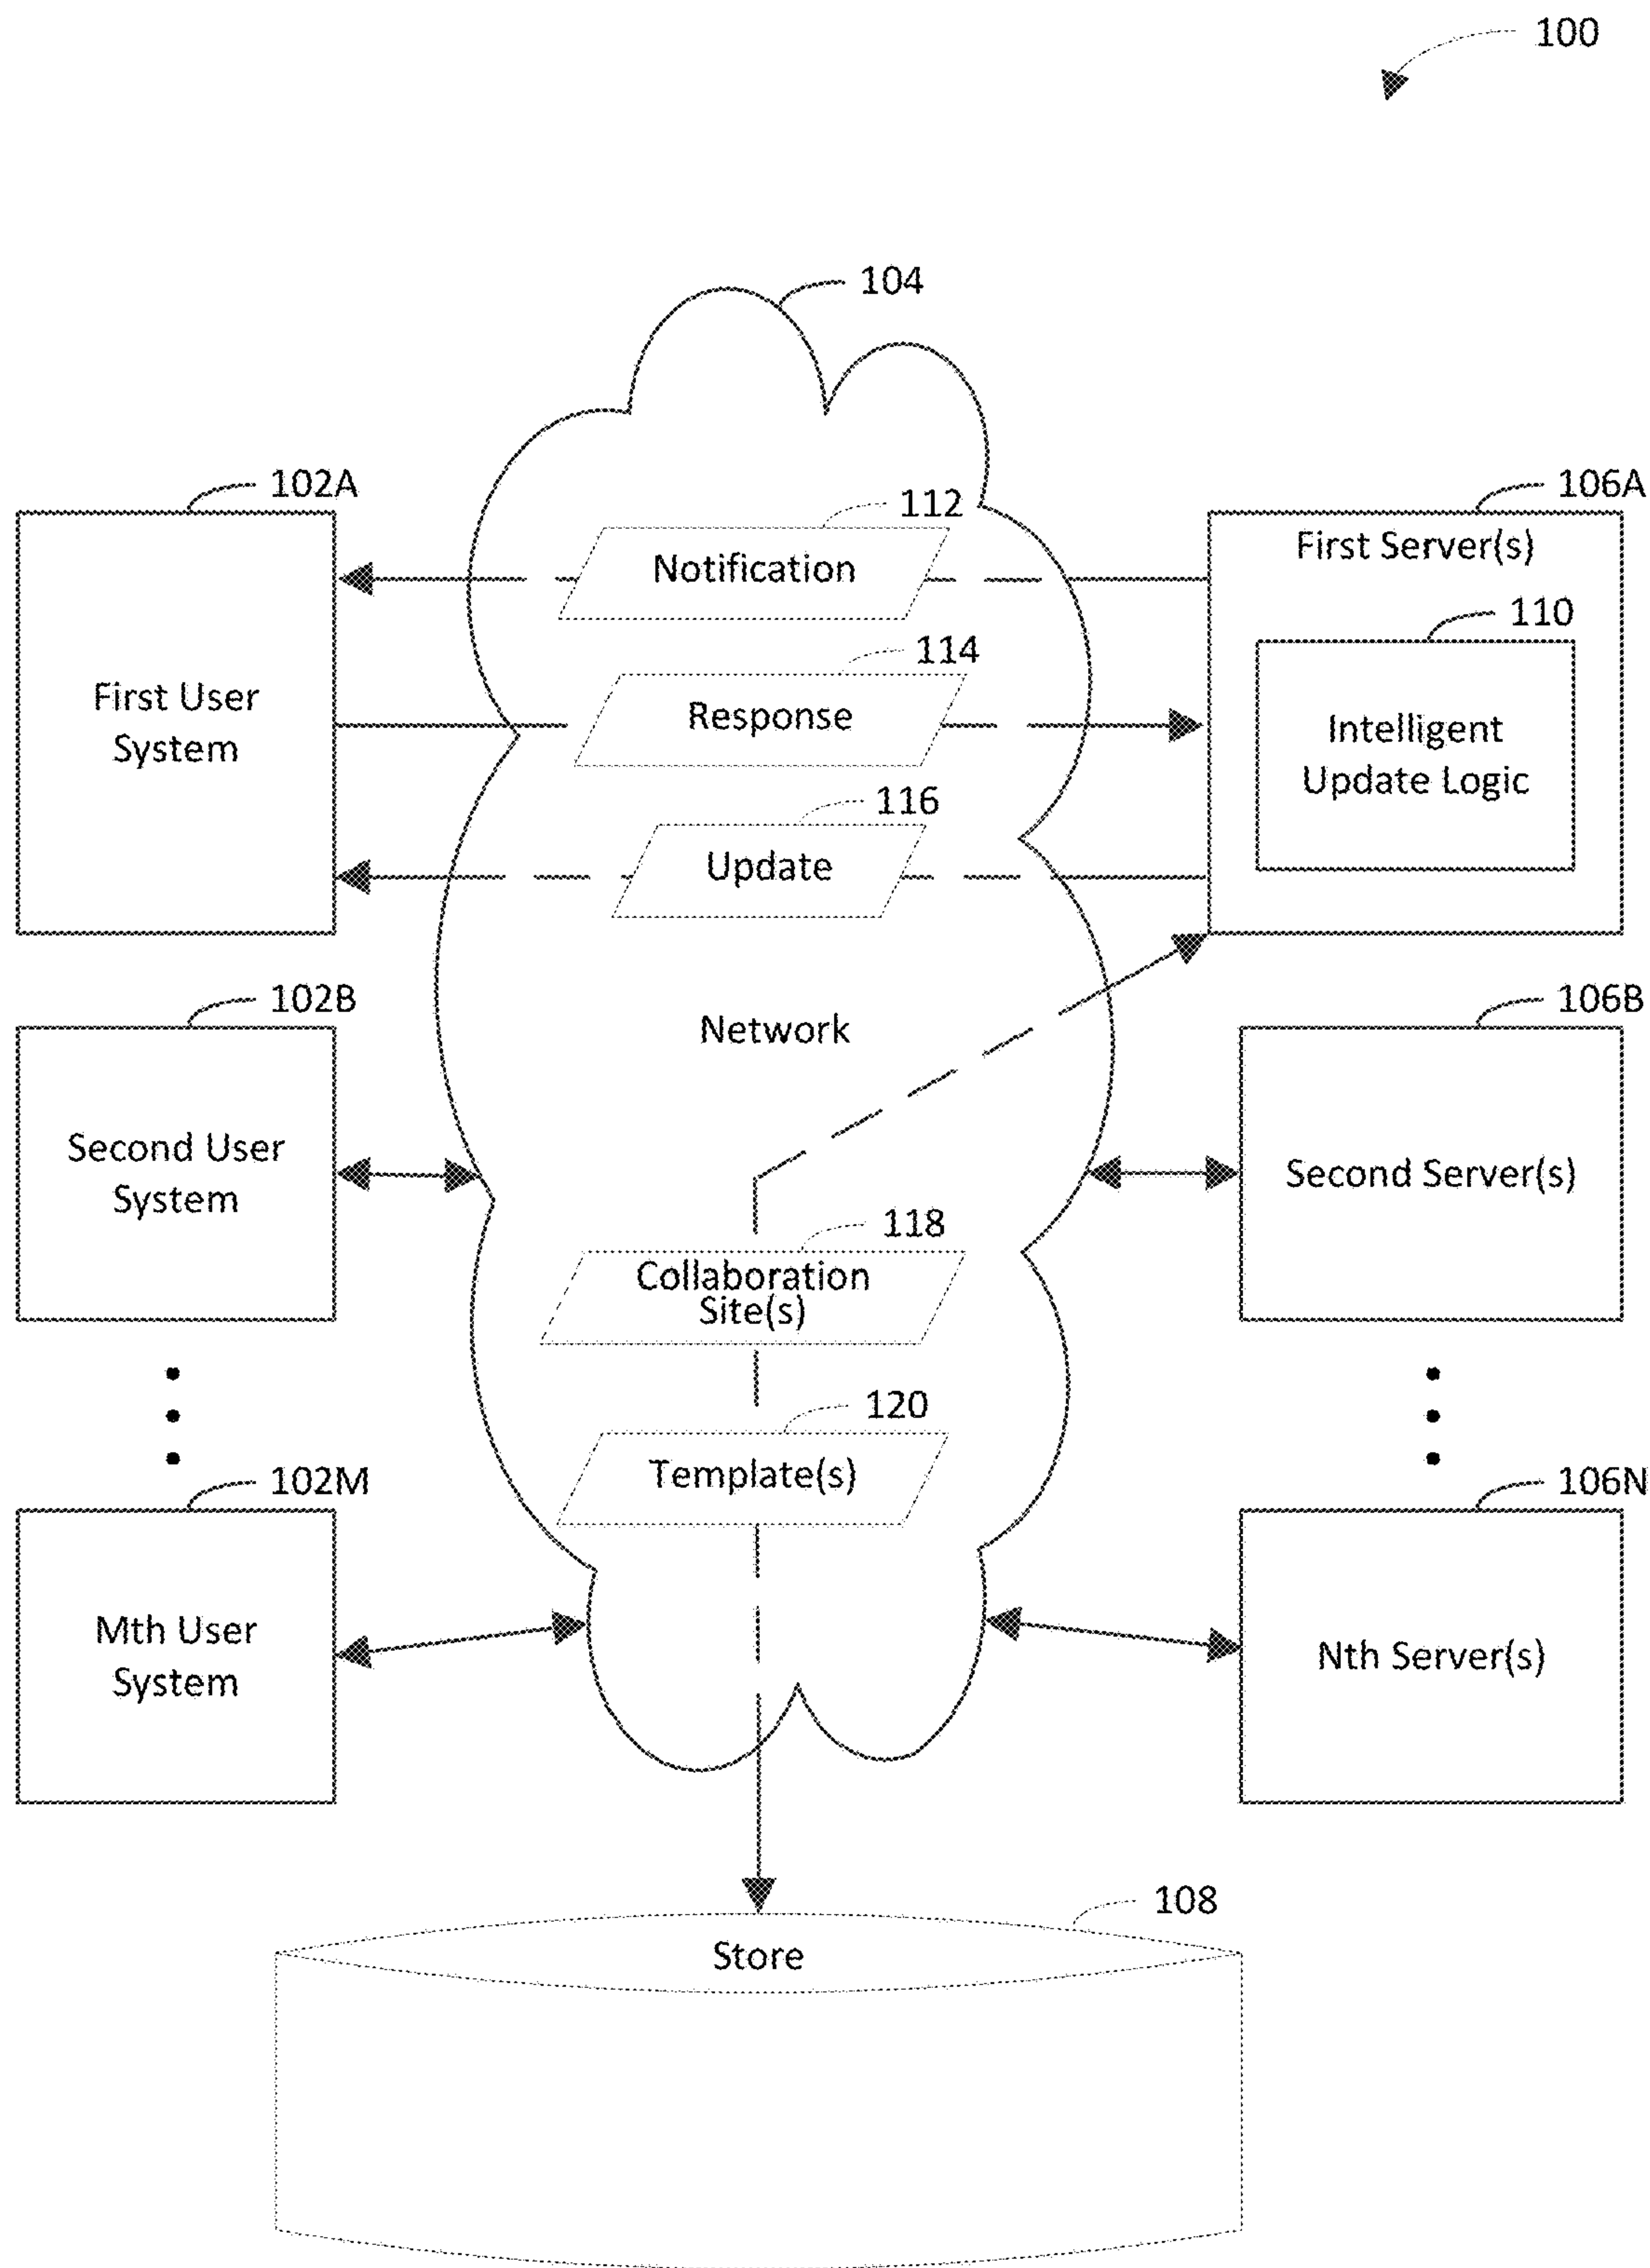 100
104
102A
112
106A
Notification
First Server(s)
110
114
First User
System
Response
Intelligent
Update Logic
116
Update
102B
106B
Network
Second User
System
Second Server(s)
118
Collaboration
Site(s)
120
102M
Template(s)
106N
Mth User
System
Nth Server(s)
108
Store